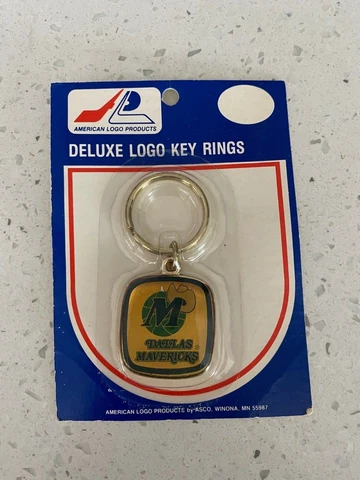 AMERICAN LOGO PRODUCTS
DELUXE LOGO KEY RINGS
M
DALLAS
MAVERICKS
AMERICAN LOGO PRODUCTS by ASCO, WINONA, MN 55987